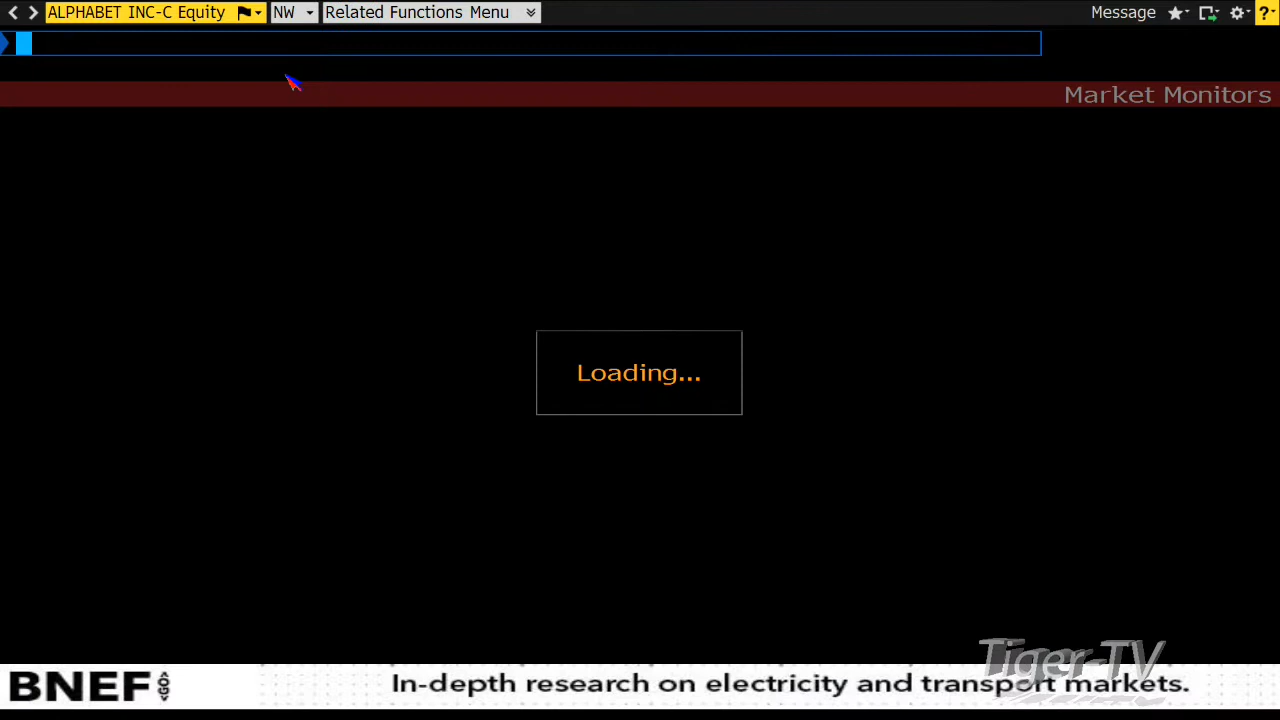 ALPHABET INC-C Equity NW Related Functions Menu Message ?
Market Monitors
Loading...
Tiger-TV
BNEF <GO> In-depth research on electricity and transport markets.